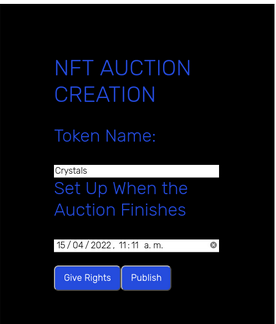 NFT AUCTION
CREATION
Token Name:
Crystals
Set Up When the
Auction Finishes
15/04/2022, 11:11 a. m.
Give Rights Publish